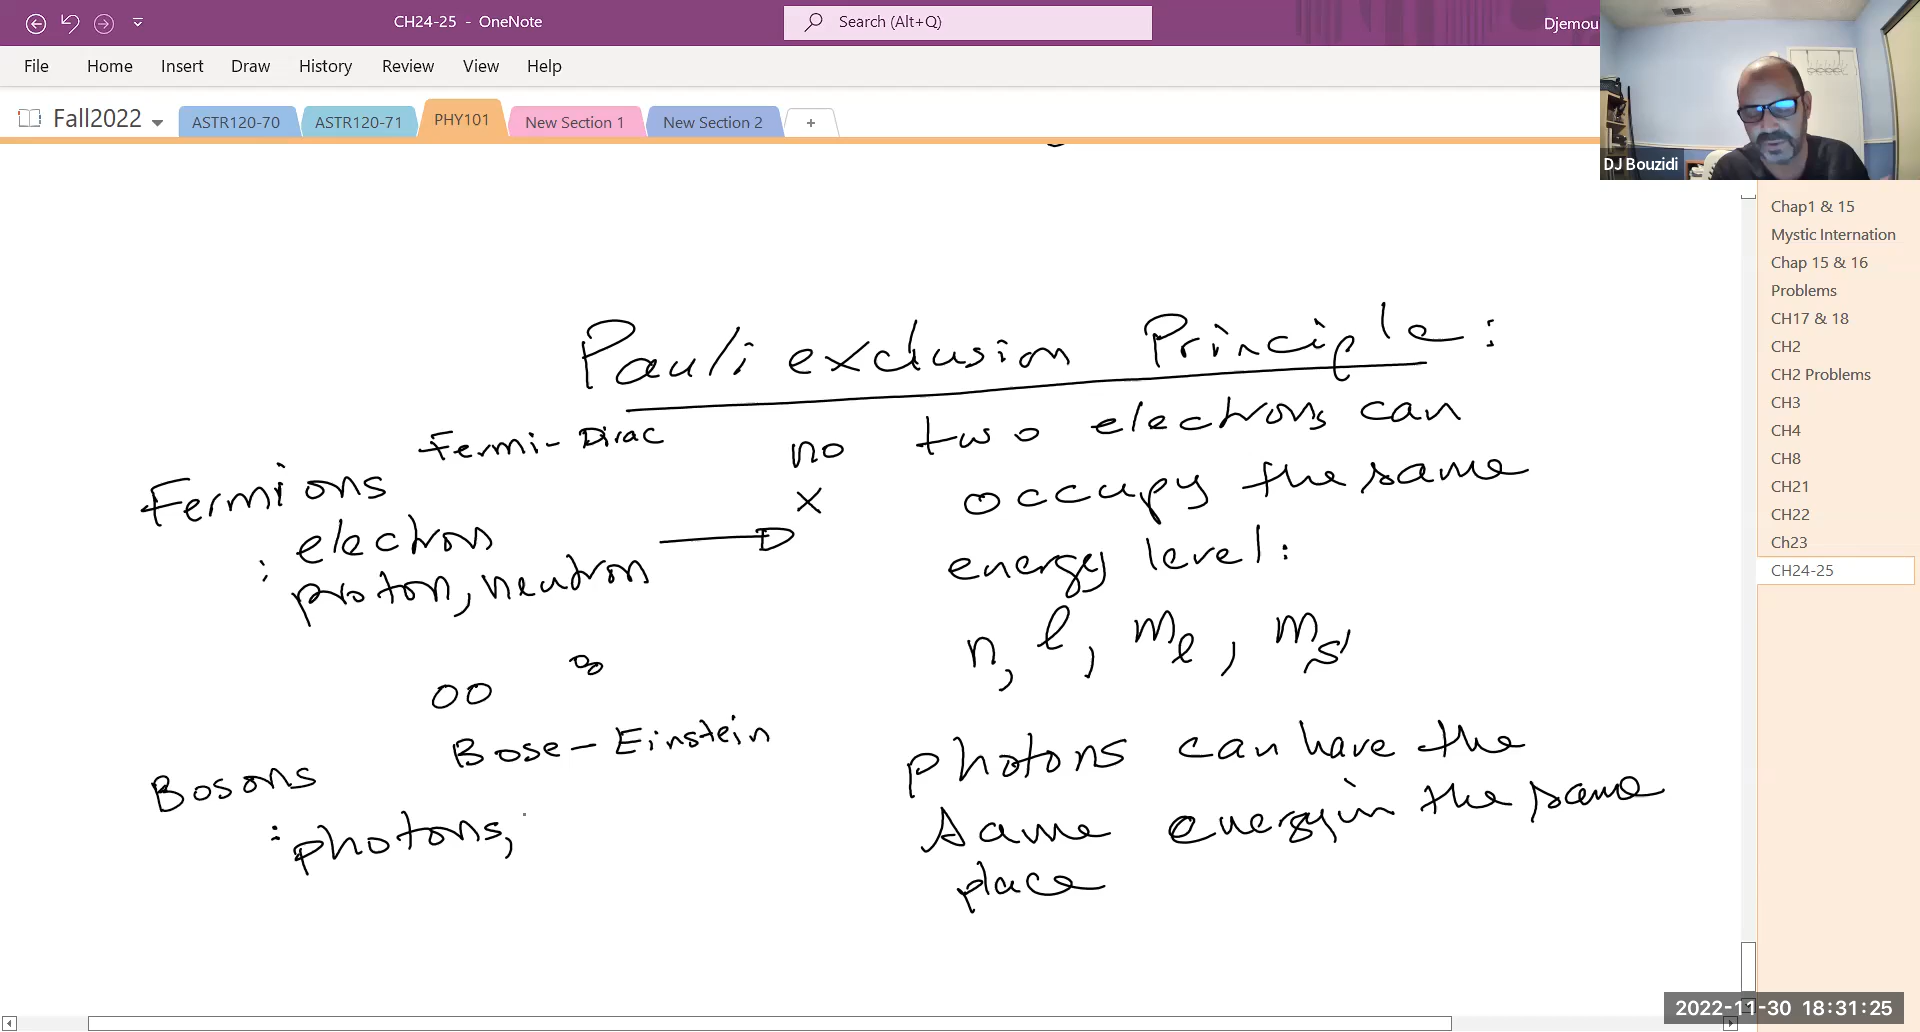 CH24-25 - OneNote
Search (Alt+Q)
Djemou
File Home Insert Draw History Review View Help
Fall2022
ASTR120-70
ASTR120-71
PHY101
New Section 1
New Section 2
+
DJ Bouzidi
Chap1 & 15
Mystic Internation
Chap 15 & 16
Problems
CH17 & 18
CH2
CH2 Problems
CH3
CH4
CH8
CH21
CH22
Ch23
CH24-25
Pauli exclusion Principle:
no two electrons can
x occupy the same
energy level:
n, l, ml, ms,
Fermi-Dirac
Fermions
: electron
proton, neutron
Bose-Einstein
Bosons
: photons,
photons can have the
same energy in the same
place
2022-11-30 18:31:25